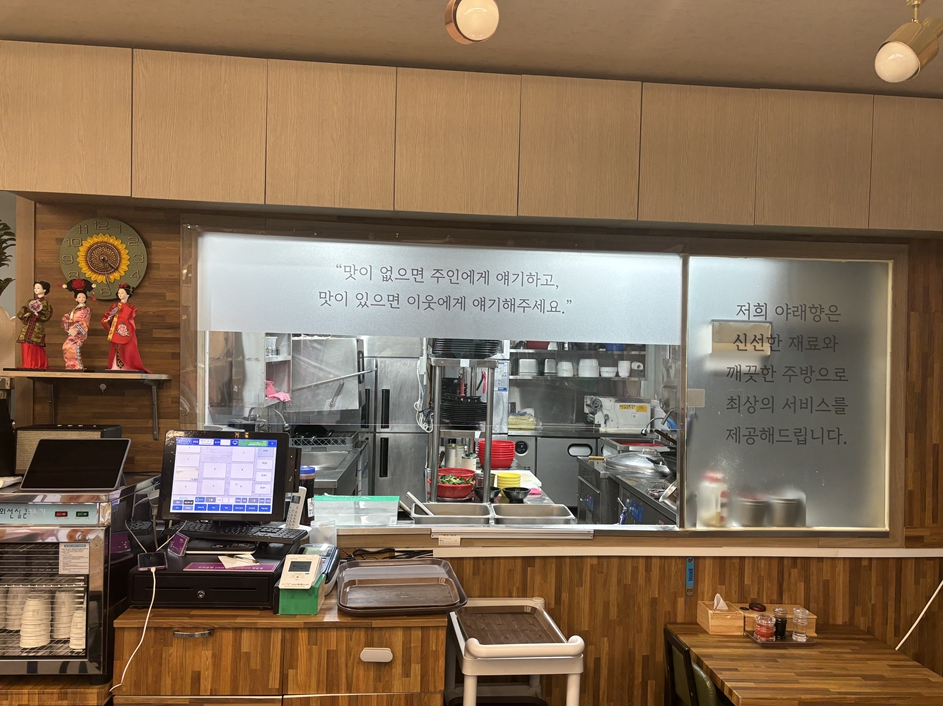 “맛이 없으면 주인에게 얘기하고,
맛이 있으면 이웃에게 얘기해주세요.”
저희 야래향은
신선한 재료와
깨끗한 주방으로
최상의 서비스를
제공해드립니다.